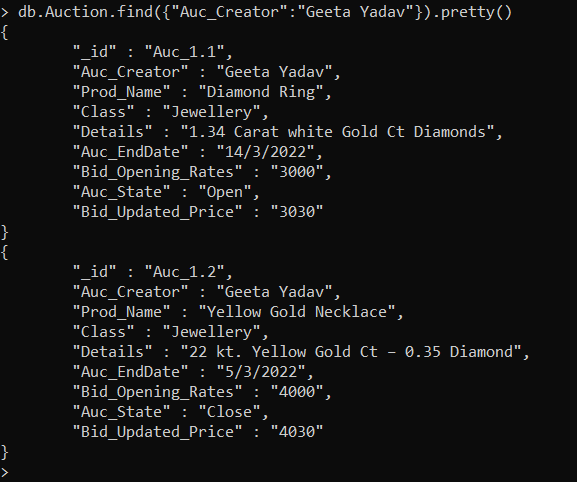 > db.Auction.find({"Auc_Creator":"Geeta Yadav"}).pretty()
{
        "_id" : "Auc_1.1",
        "Auc_Creator" : "Geeta Yadav",
        "Prod_Name" : "Diamond Ring",
        "Class" : "Jewellery",
        "Details" : "1.34 Carat white Gold Ct Diamonds",
        "Auc_EndDate" : "14/3/2022",
        "Bid_Opening_Rates" : "3000",
        "Auc_State" : "Open",
        "Bid_Updated_Price" : "3030"
}
{
        "_id" : "Auc_1.2",
        "Auc_Creator" : "Geeta Yadav",
        "Prod_Name" : "Yellow Gold Necklace",
        "Class" : "Jewellery",
        "Details" : "22 kt. Yellow Gold Ct – 0.35 Diamond",
        "Auc_EndDate" : "5/3/2022",
        "Bid_Opening_Rates" : "4000",
        "Auc_State" : "Close",
        "Bid_Updated_Price" : "4030"
}
>